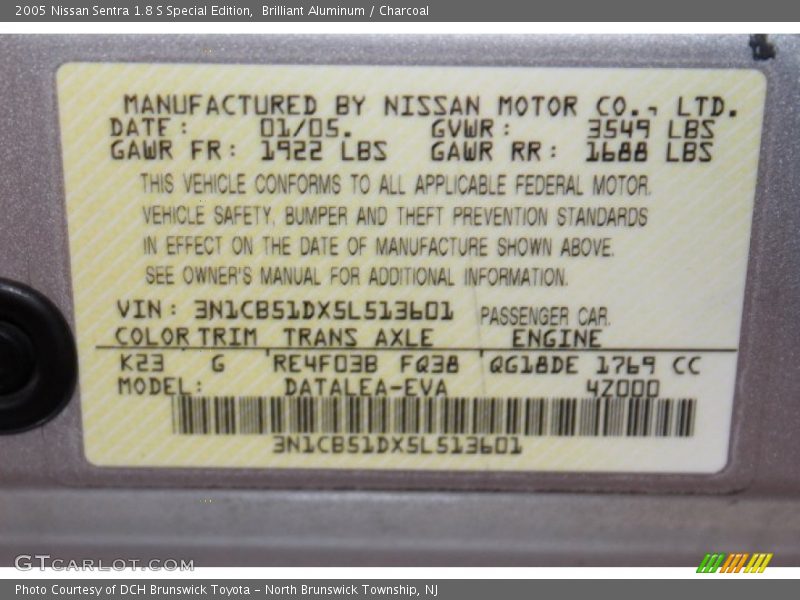 2005 Nissan Sentra 1.8 S Special Edition, Brilliant Aluminum / Charcoal
MANUFACTURED BY NISSAN MOTOR CO., LTD.
DATE: 01/05. GVWR: 3549 LBS
GAWR FR: 1922 LBS GAWR RR: 1688 LBS
THIS VEHICLE CONFORMS TO ALL APPLICABLE FEDERAL MOTOR.
VEHICLE SAFETY, BUMPER AND THEFT PREVENTION STANDARDS
IN EFFECT ON THE DATE OF MANUFACTURE SHOWN ABOVE.
SEE OWNER'S MANUAL FOR ADDITIONAL INFORMATION.
VIN: 3N1CB51DX5L513601 PASSENGER CAR.
COLOR TRIM TRANS AXLE ENGINE
K23 G RE4F03B FQ38 QG18DE 1769 CC
MODEL: DATALEA-EVA 4Z000
3N1CB51DX5L513601
GTCARLOT.COM
Photo Courtesy of DCH Brunswick Toyota - North Brunswick Township, NJ